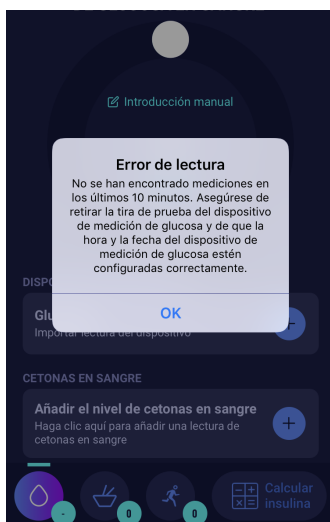 Introducción manual
Error de lectura
No se han encontrado mediciones en
los últimos 10 minutos. Asegúrese de
retirar la tira de prueba del dispositivo
de medición de glucosa y de que la
hora y la fecha del dispositivo de
medición de glucosa estén
configuradas correctamente.
OK
Importar lectura del dispositivo
CETONAS EN SANGRE
Añadir el nivel de cetonas en sangre
Haga clic aquí para añadir una lectura de
cetonas en sangre
-
0
0
Calcular
insulina